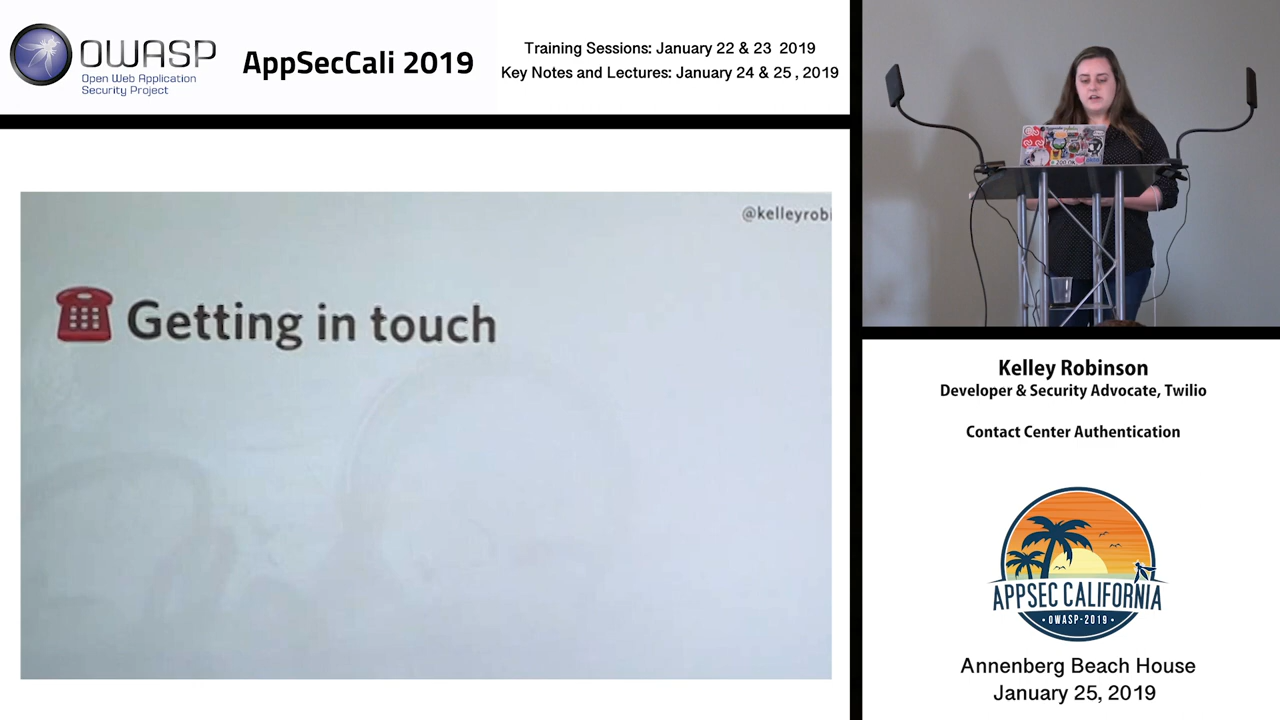 OWASP
Open Web Application
Security Project
AppSecCali 2019
Training Sessions: January 22 & 23 2019
Key Notes and Lectures: January 24 & 25 , 2019
@kelleyrobi
Getting in touch
Kelley Robinson
Developer & Security Advocate, Twilio
Contact Center Authentication
APPSEC CALIFORNIA
• OWASP-2019 •
Annenberg Beach House
January 25, 2019